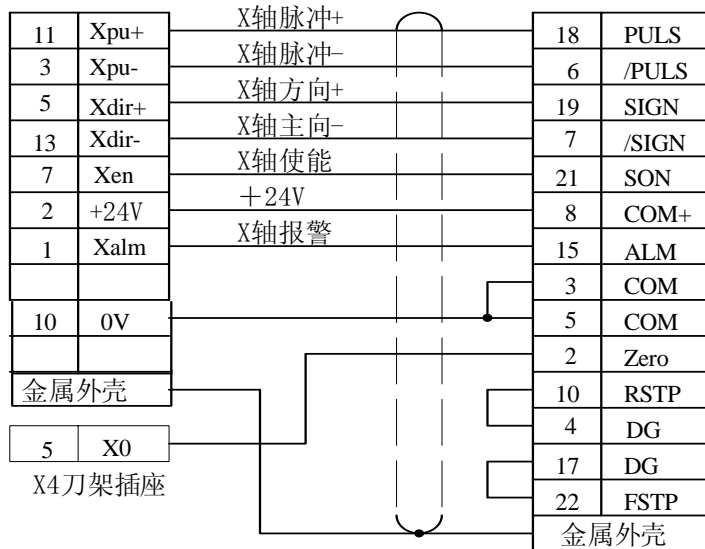 11 Xpu+ X轴脉冲+ 18 PULS
3 Xpu- X轴脉冲- 6 /PULS
5 Xdir+ X轴方向+ 19 SIGN
13 Xdir- X轴主向- 7 /SIGN
7 Xen X轴使能 21 SON
2 +24V ＋24V 8 COM+
1 Xalm X轴报警 15 ALM
3 COM
10 0V 5 COM
2 Zero
金属外壳 10 RSTP
4 DG
5 X0 17 DG
X4刀架插座 22 FSTP
金属外壳